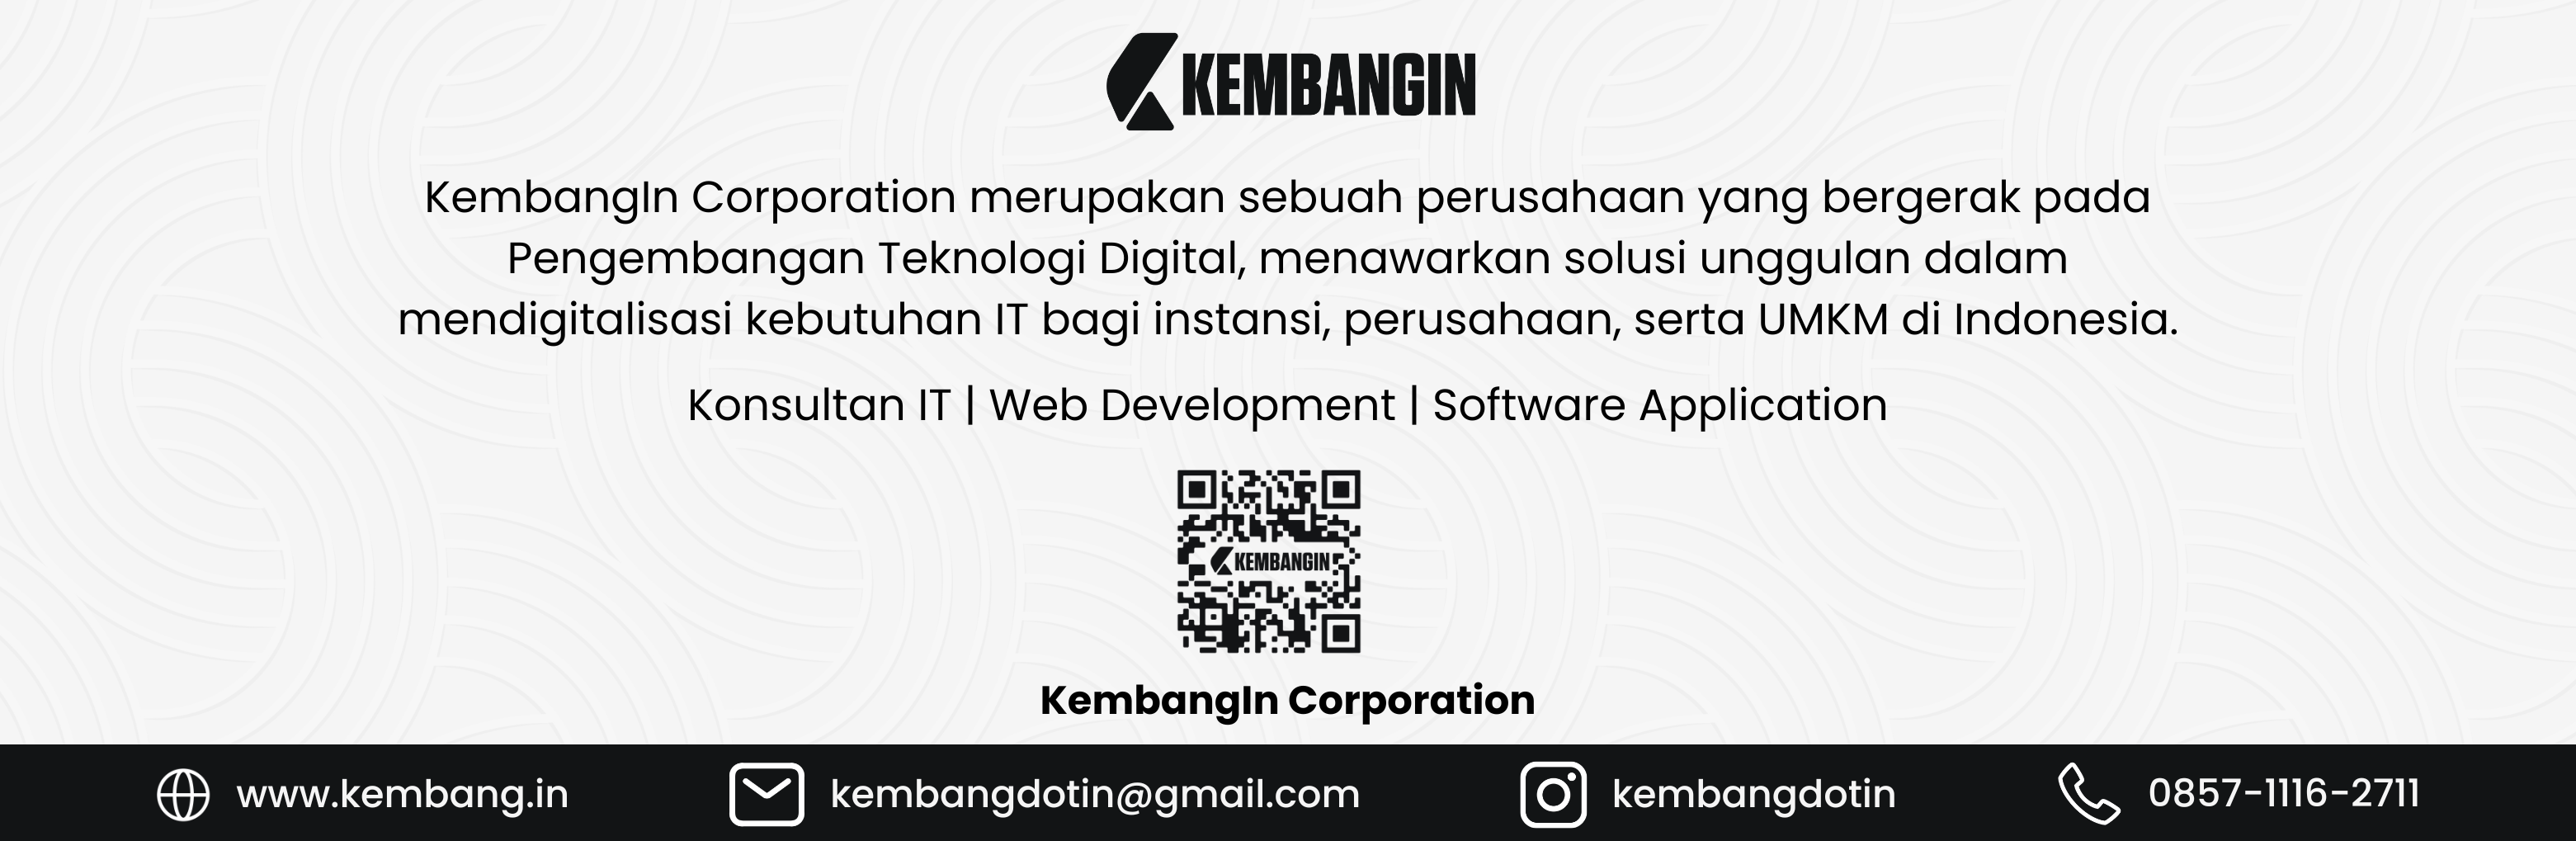 KEMBANGIN
KembangIn Corporation merupakan sebuah perusahaan yang bergerak pada
Pengembangan Teknologi Digital, menawarkan solusi unggulan dalam
mendigitalisasi kebutuhan IT bagi instansi, perusahaan, serta UMKM di Indonesia.
Konsultan IT | Web Development | Software Application
KEMBANGIN
KembangIn Corporation
www.kembang.in
kembangdotin@gmail.com
kembangdotin
0857-1116-2711